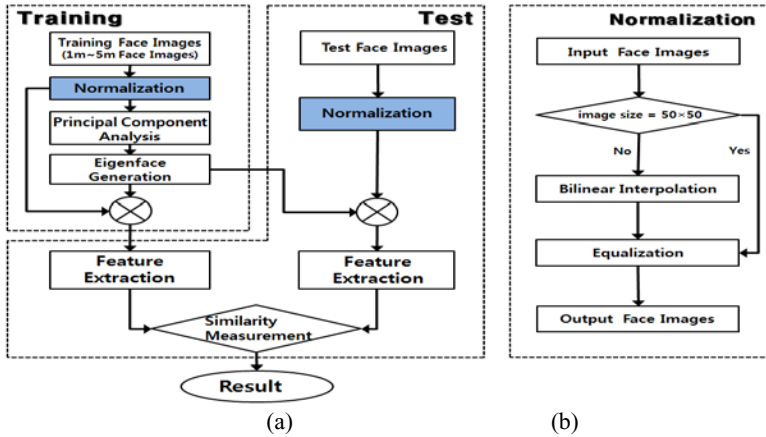 Training
Training Face Images
(1m~5m Face Images)
Normalization
Principal Component
Analysis
Eigenface
Generation
Feature
Extraction
Test
Test Face Images
Normalization
Feature
Extraction
Similarity
Measurement
Result
(a)
Normalization
Input Face Images
image size = 50×50
No
Yes
Bilinear Interpolation
Equalization
Output Face Images
(b)